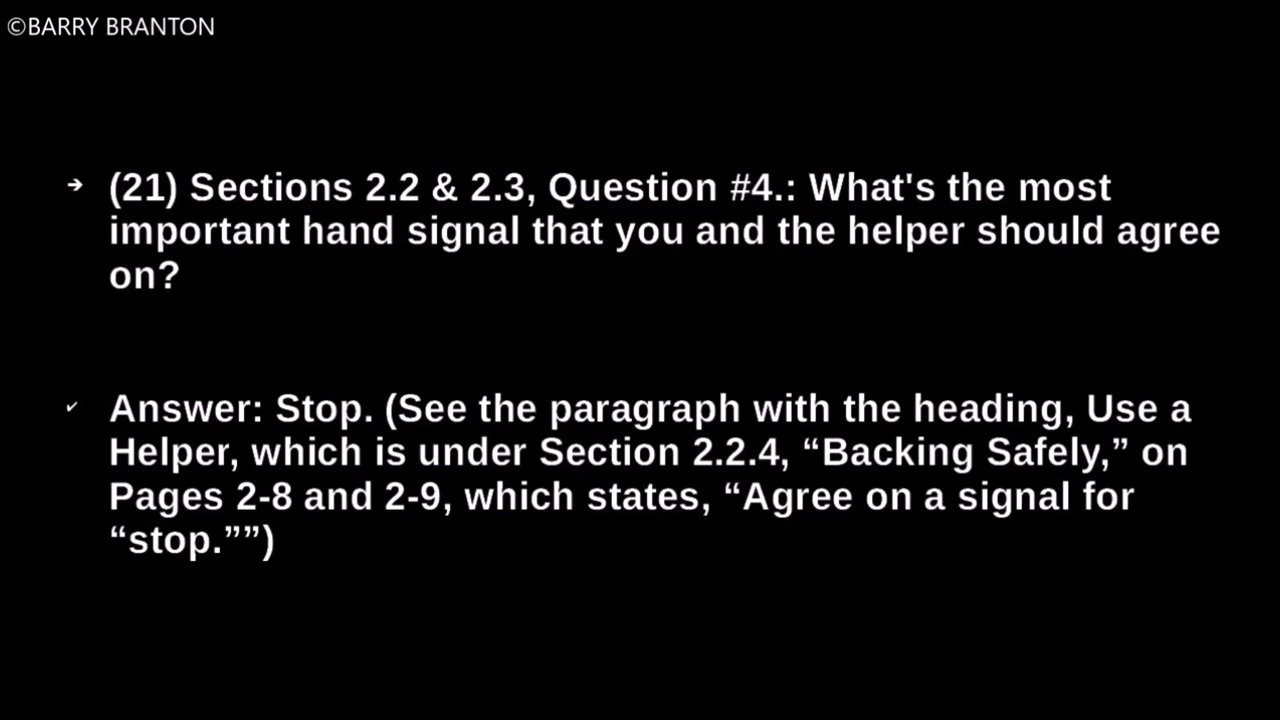 ©BARRY BRANTON
➔ (21) Sections 2.2 & 2.3, Question #4.: What's the most
important hand signal that you and the helper should agree
on?
✓ Answer: Stop. (See the paragraph with the heading, Use a
Helper, which is under Section 2.2.4, “Backing Safely,” on
Pages 2-8 and 2-9, which states, “Agree on a signal for
“stop.””)